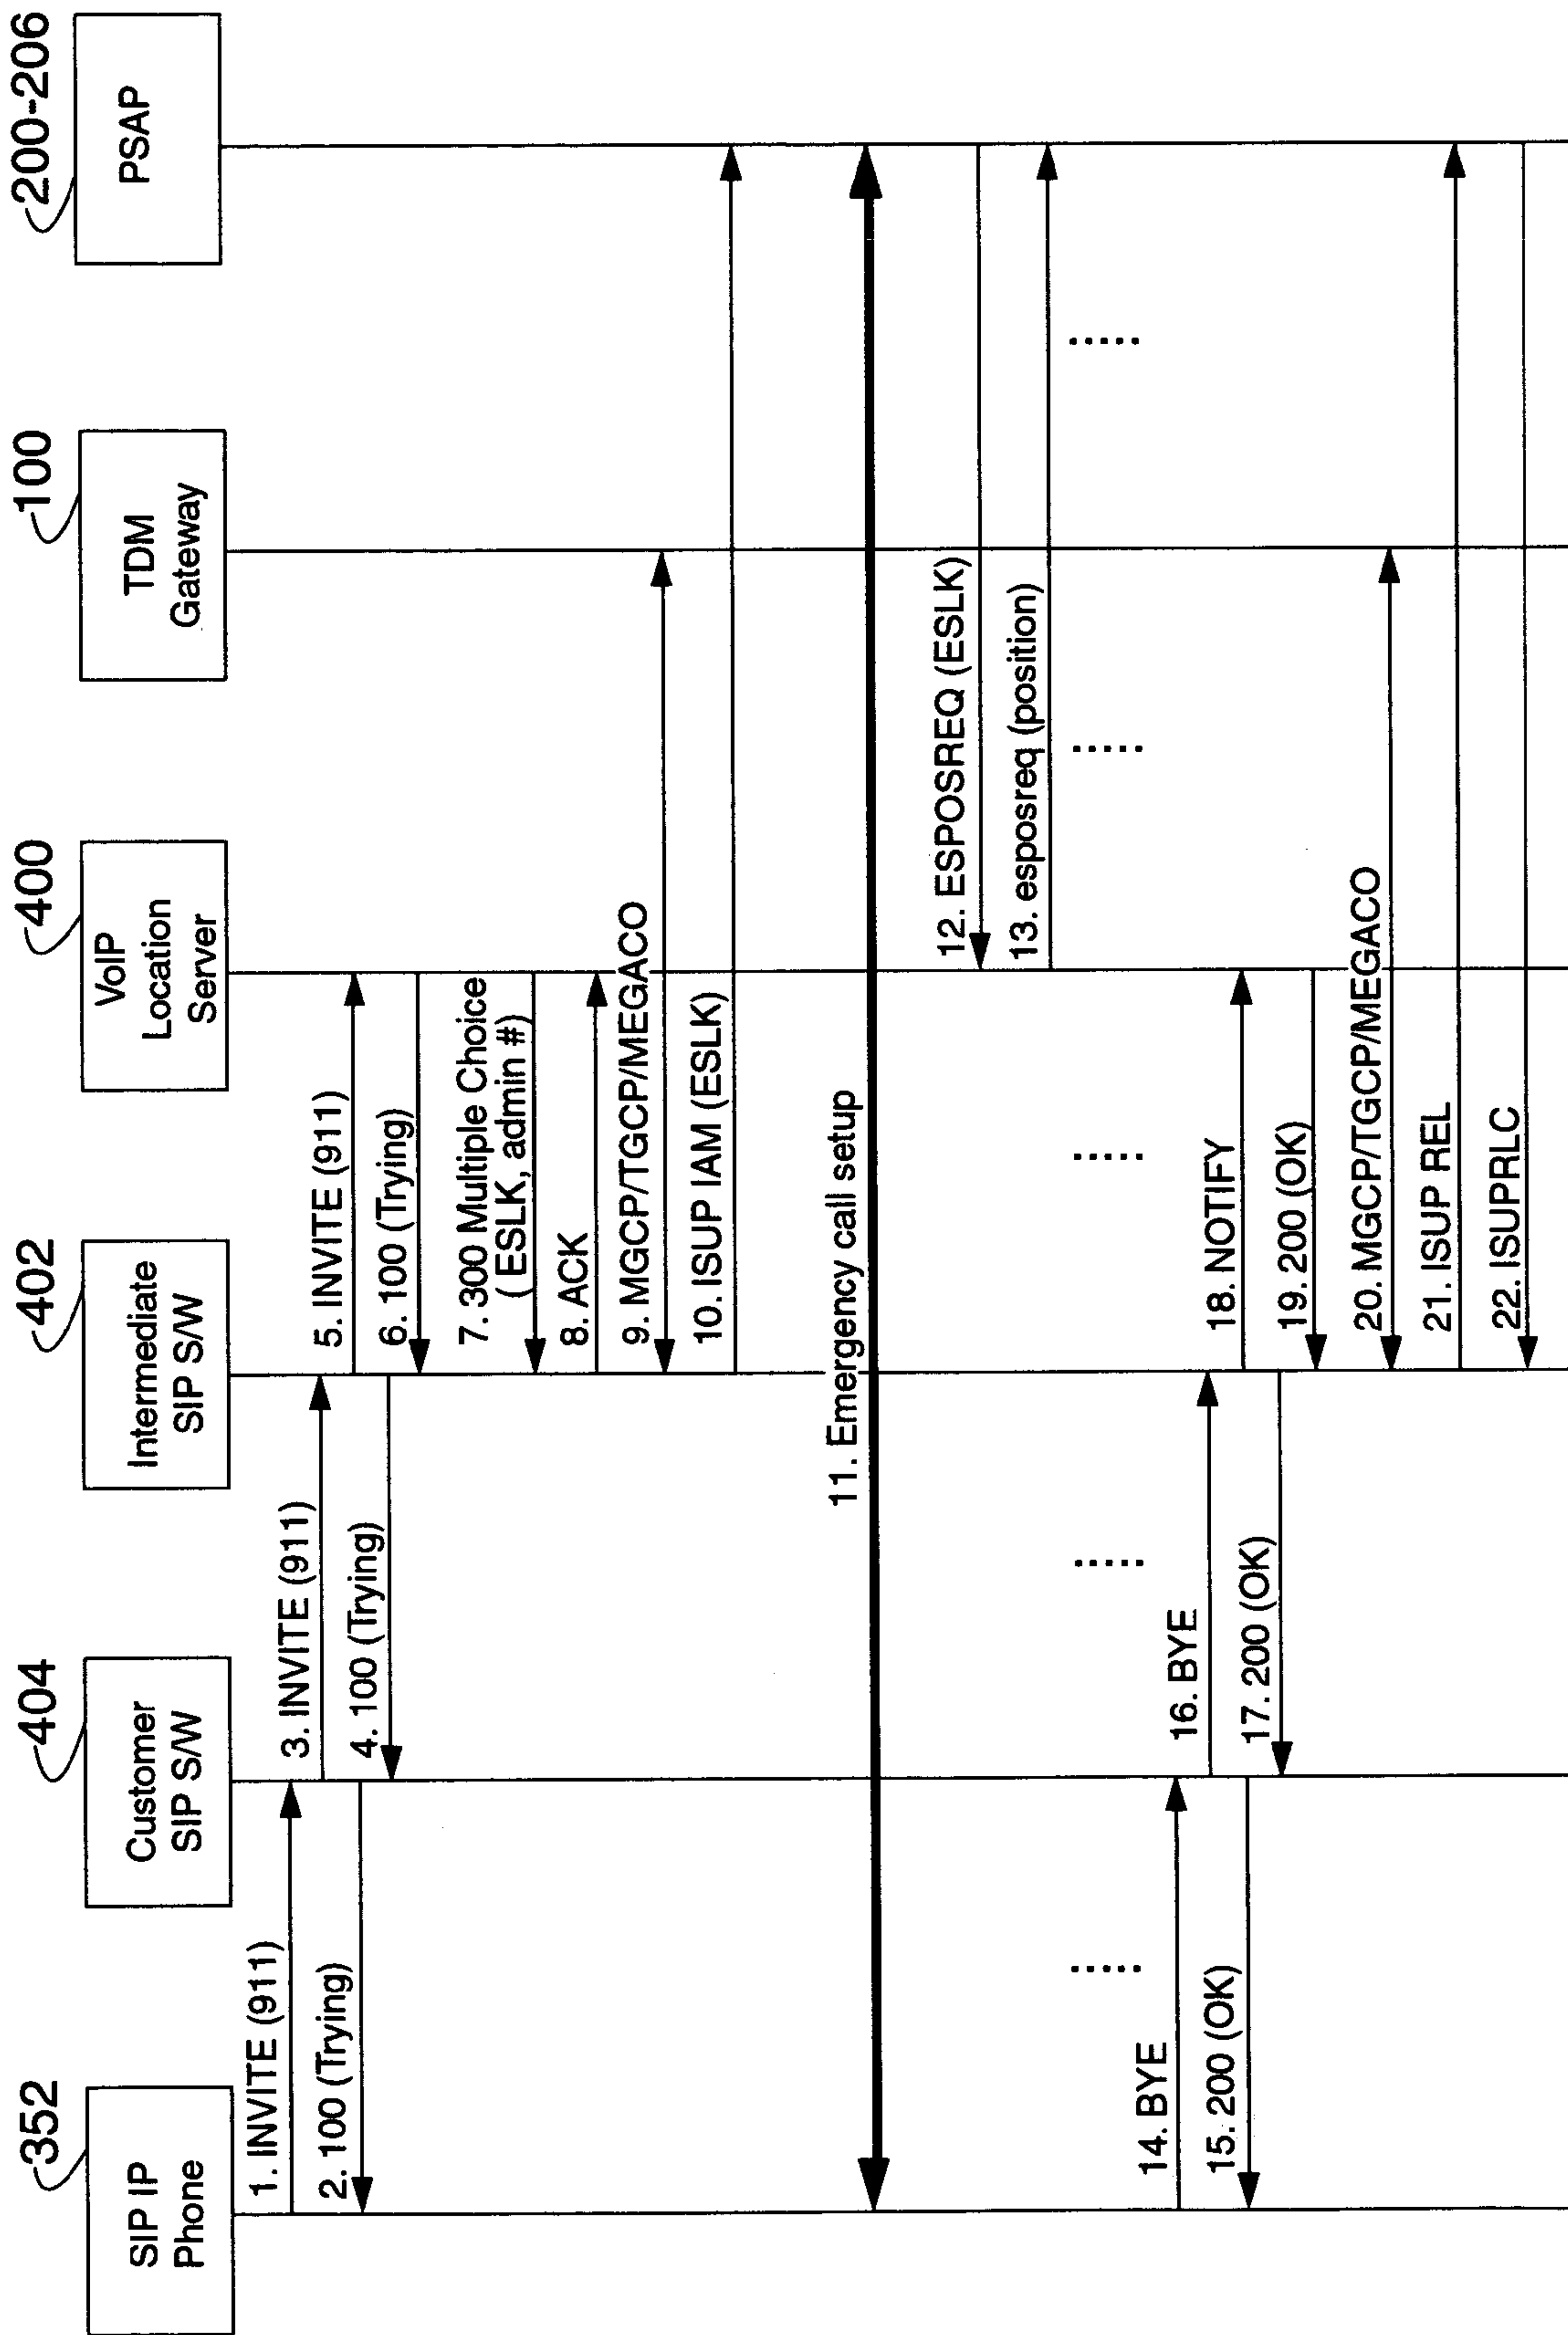 352
SIP IP
Phone
404
Customer
SIP S/W
402
Intermediate
SIP S/W
400
VoIP
Location
Server
100
TDM
Gateway
200-206
PSAP
1. INVITE (911)
2. 100 (Trying)
3. INVITE (911)
4. 100 (Trying)
5. INVITE (911)
6. 100 (Trying)
7. 300 Multiple Choice
( ESLK, admin #)
8. ACK
9. MGCP/TGCP/MEGACO
10. ISUP IAM (ESLK)
11. Emergency call setup
12. ESPOSREQ (ESLK)
13. esposreq (position)
.....
.....
.....
.....
.....
14. BYE
15. 200 (OK)
16. BYE
17. 200 (OK)
18. NOTIFY
19. 200 (OK)
20. MGCP/TGCP/MEGACO
21. ISUP REL
22. ISUPRLC